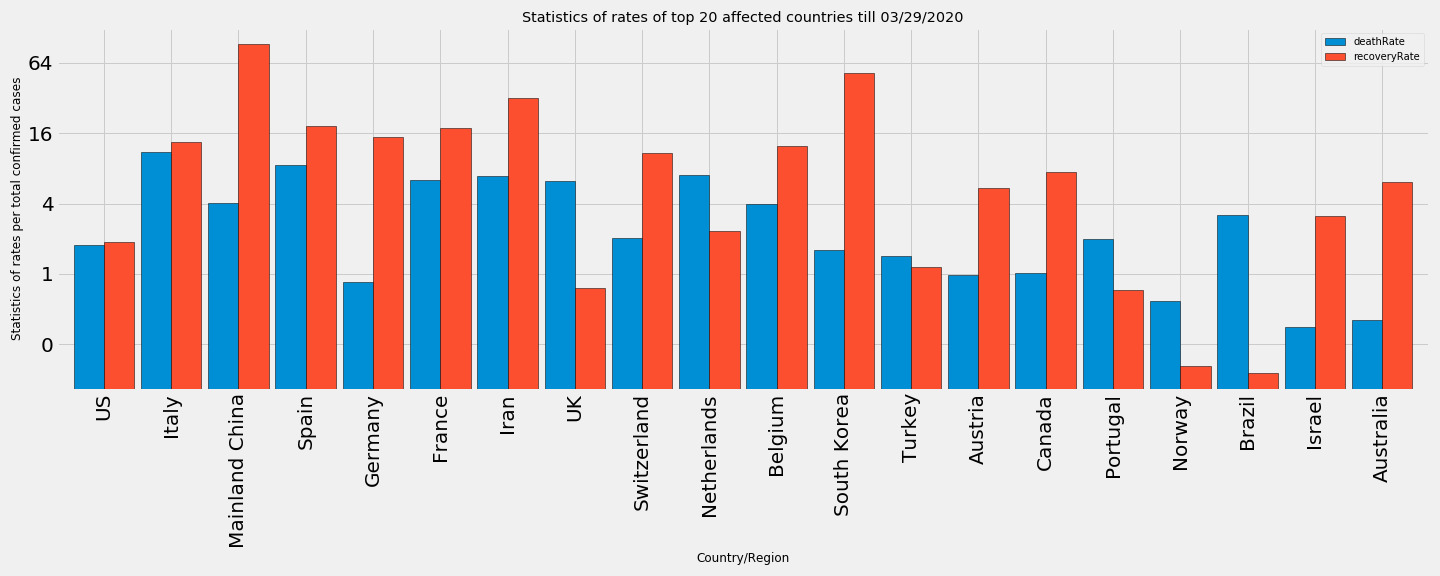 Statistics of rates of top 20 affected countries till 03/29/2020
deathRate
recoveryRate
Statistics of rates per total confirmed cases
64
16
4
1
0
US
Italy
Mainland China
Spain
Germany
France
Iran
UK
Switzerland
Netherlands
Belgium
South Korea
Turkey
Austria
Canada
Portugal
Norway
Brazil
Israel
Australia
Country/Region